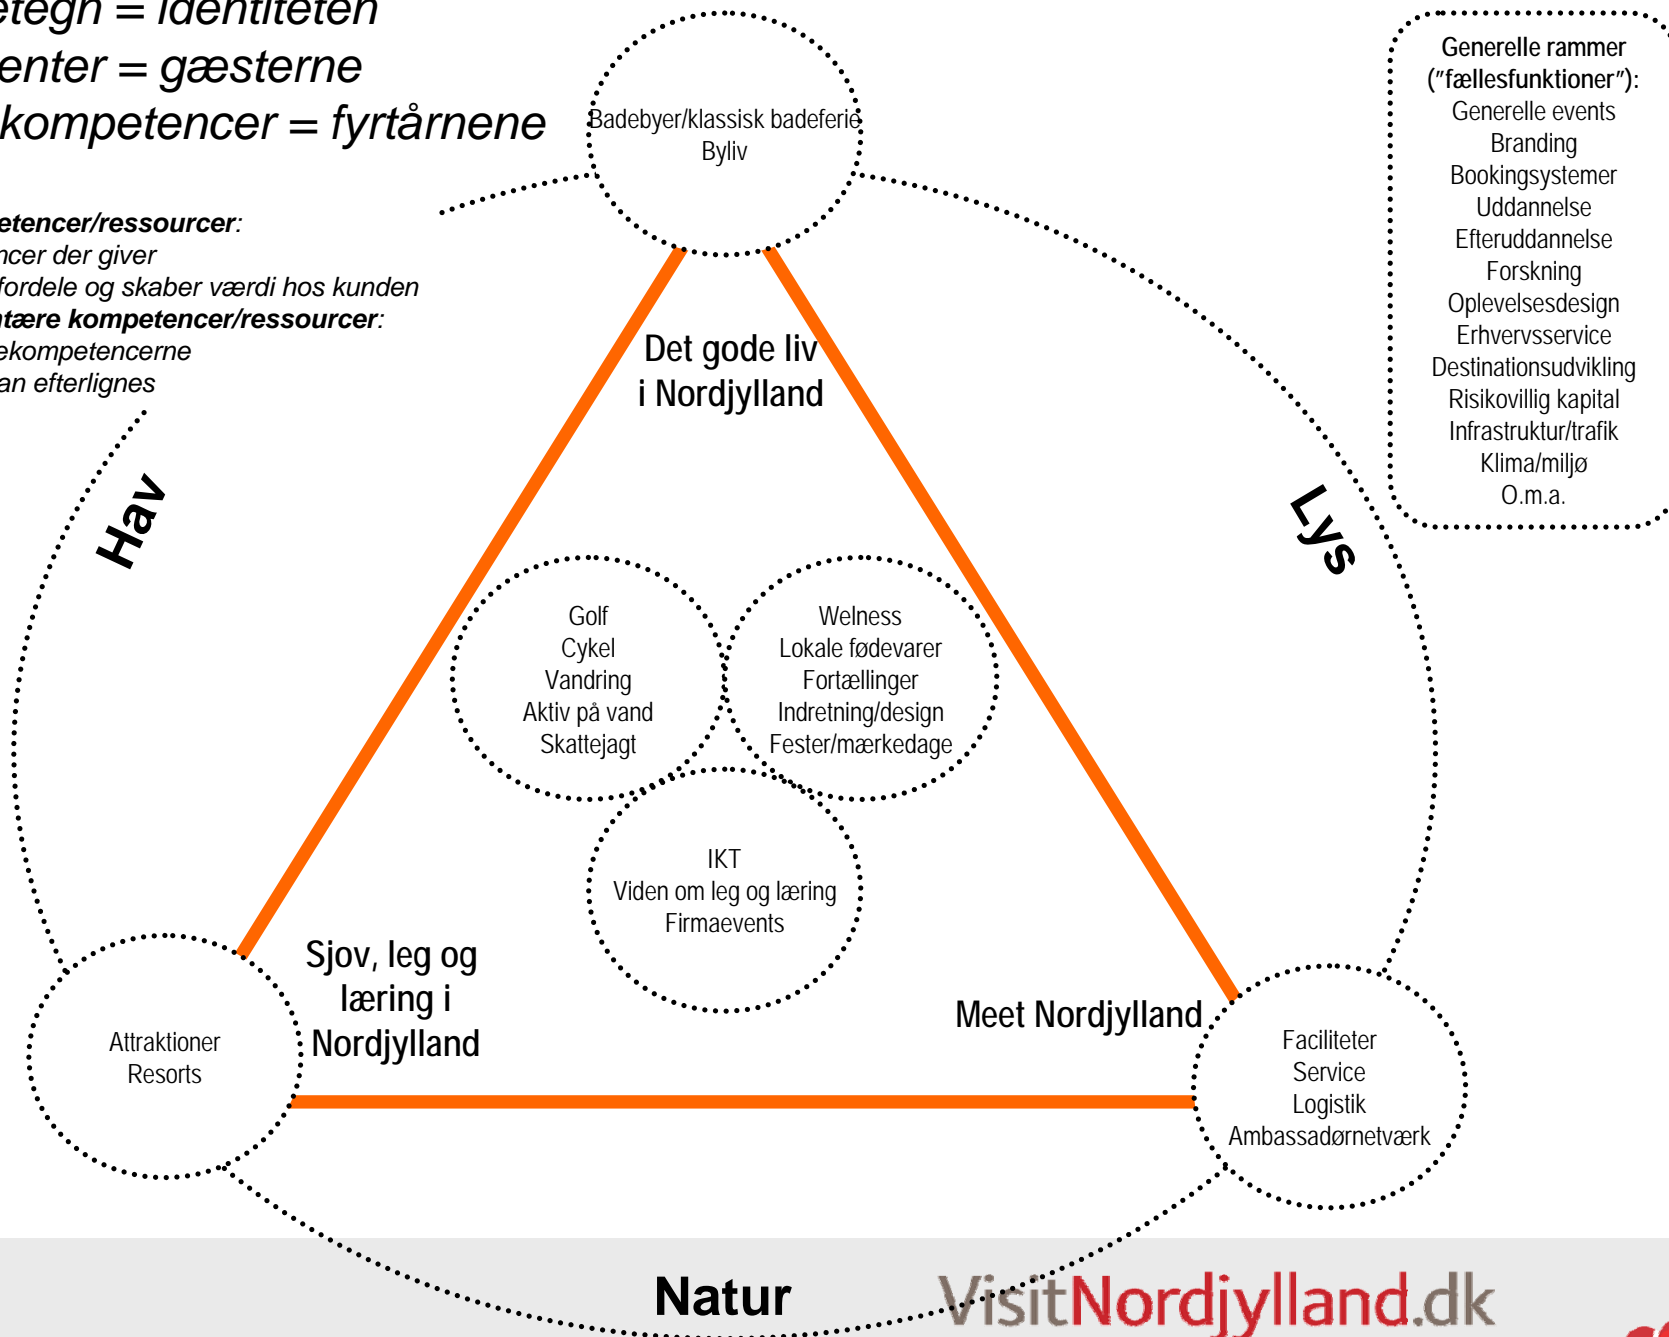 etegn = identiteten
enter = gæsterne
kompetencer = fyrtårnene
etencer/ressourcer:
ncer der giver
fordele og skaber værdi hos kunden
ntære kompetencer/ressourcer:
ekompetencerne
an efterlignes
Badebyer/klassisk badeferie
Byliv
Generelle rammer
("fællesfunktioner"):
Generelle events
Branding
Bookingsystemer
Uddannelse
Efteruddannelse
Forskning
Oplevelsesdesign
Erhvervsservice
Destinationsudvikling
Risikovillig kapital
Infrastruktur/trafik
Klima/miljø
O.m.a.
Det gode liv
i Nordjylland
Hav
Lys
Golf
Cykel
Vandring
Aktiv på vand
Skattejagt
Welness
Lokale fødevarer
Fortællinger
Indretning/design
Fester/mærkedage
IKT
Viden om leg og læring
Firmaevents
Sjov, leg og
læring i
Nordjylland
Meet Nordjylland
Attraktioner
Resorts
Faciliteter
Service
Logistik
Ambassadørnetværk
Natur
VisitNordjylland.dk